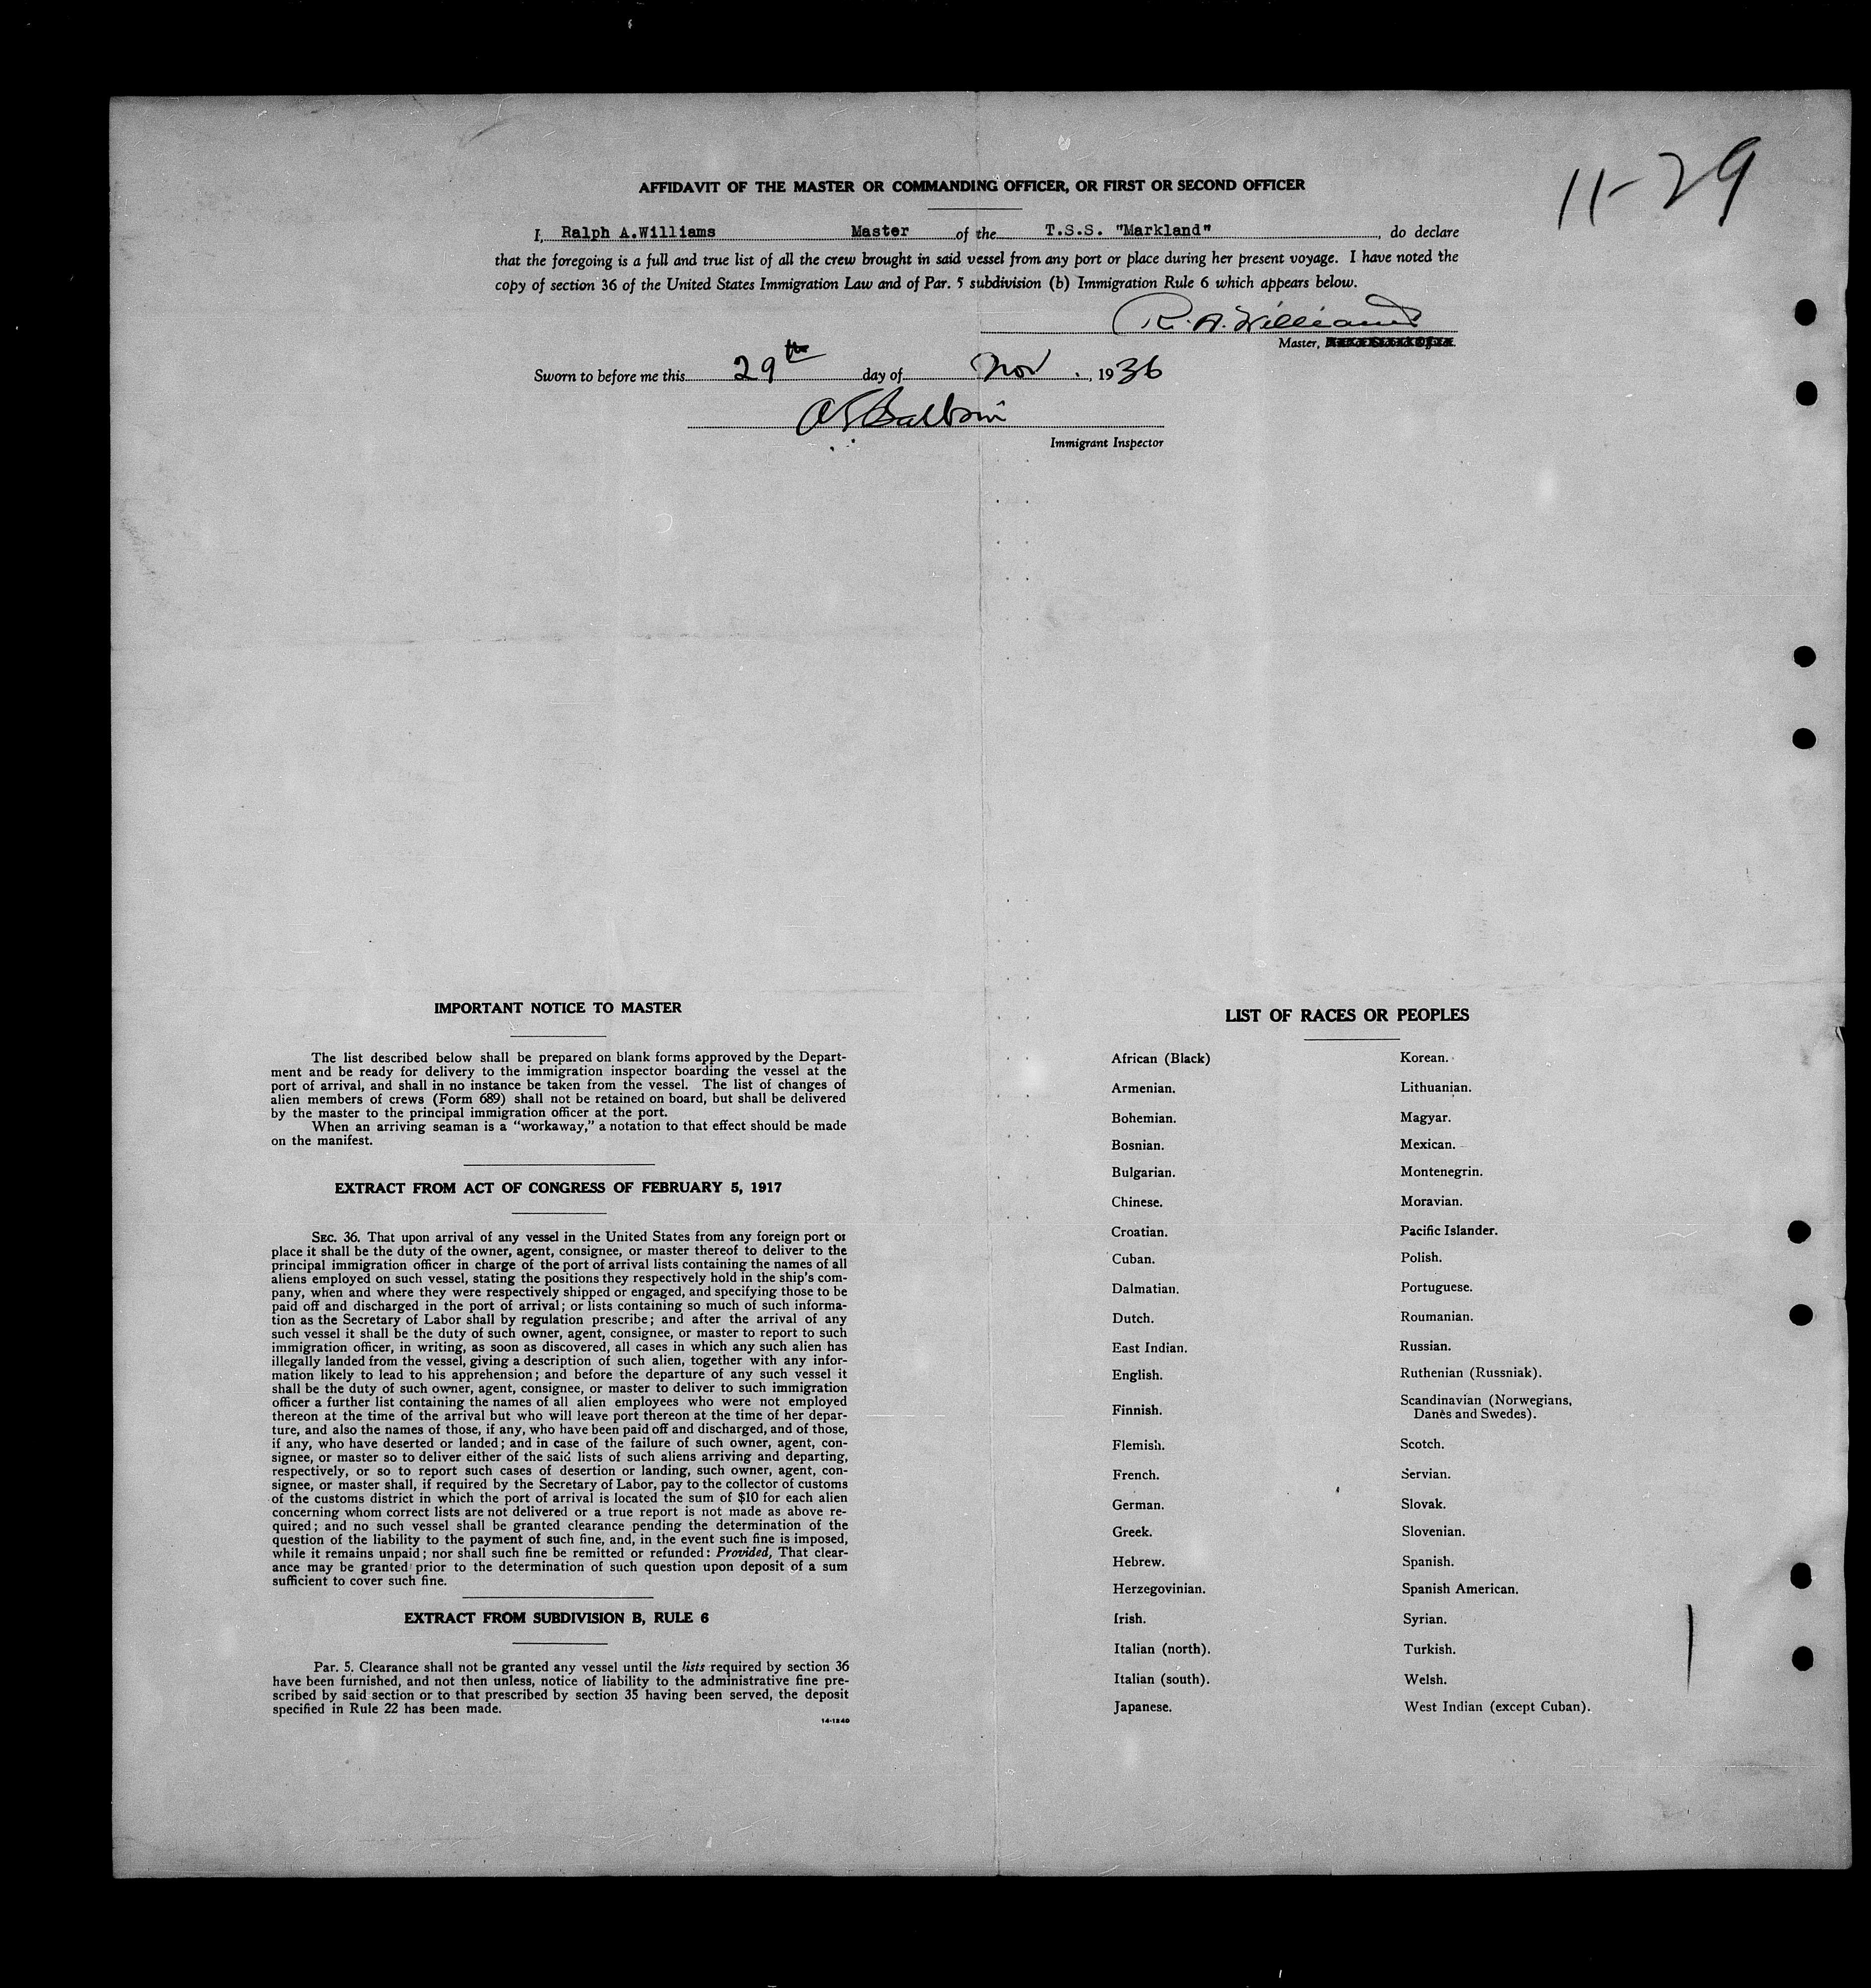 11-29
AFFIDAVIT OF THE MASTER OR COMMANDING OFFICER, OR FIRST OR SECOND OFFICER
I, Ralph A.Williams Master of the T.S.S. "Markland", do declare
that the foregoing is a full and true list of all the crew brought in said vessel from any port or place during her present voyage. I have noted the
copy of section 36 of the United States Immigration Law and of Par. 5 subdivision (b) Immigration Rule 6 which appears below.
R. A. Williams
Master,
Sworn to before me this 29th day of Nov., 1936
Immigrant Inspector
IMPORTANT NOTICE TO MASTER
The list described below shall be prepared on blank forms approved by the Depart-
ment and be ready for delivery to the immigration inspector boarding the vessel at the
port of arrival, and shall in no instance be taken from the vessel. The list of changes of
alien members of crews (Form 689) shall not be retained on board, but shall be delivered
by the master to the principal immigration officer at the port.
When an arriving seaman is a "workaway," a notation to that effect should be made
on the manifest.
EXTRACT FROM ACT OF CONGRESS OF FEBRUARY 5, 1917
SEC. 36. That upon arrival of any vessel in the United States from any foreign port or
place it shall be the duty of the owner, agent, consignee, or master thereof to deliver to the
principal immigration officer in charge of the port of arrival lists containing the names of all
aliens employed on such vessel, stating the positions they respectively hold in the ship's com-
pany, when and where they were respectively shipped or engaged, and specifying those to be
paid off and discharged in the port of arrival; or lists containing so much of such informa-
tion as the Secretary of Labor shall by regulation prescribe; and after the arrival of any
such vessel it shall be the duty of such owner, agent, consignee, or master to report to such
immigration officer, in writing, as soon as discovered, all cases in which any such alien has
illegally landed from the vessel, giving a description of such alien, together with any infor-
mation likely to lead to his apprehension; and before the departure of any such vessel it
shall be the duty of such owner, agent, consignee, or master to deliver to such immigration
officer a further list containing the names of all alien employees who were not employed
thereon at the time of the arrival but who will leave port thereon at the time of her depar-
ture, and also the names of those, if any, who have been paid off and discharged, and of those,
if any, who have deserted or landed; and in case of the failure of such owner, agent, con-
signee, or master so to deliver either of the said lists of such aliens arriving and departing,
respectively, or so to report such cases of desertion or landing, such owner, agent, con-
signee, or master shall, if required by the Secretary of Labor, pay to the collector of customs
of the customs district in which the port of arrival is located the sum of $10 for each alien
concerning whom correct lists are not delivered or a true report is not made as above re-
quired; and no such vessel shall be granted clearance pending the determination of the
question of the liability to the payment of such fine, and, in the event such fine is imposed,
while it remains unpaid; nor shall such fine be remitted or refunded: Provided, That clear-
ance may be granted prior to the determination of such question upon deposit of a sum
sufficient to cover such fine.
EXTRACT FROM SUBDIVISION B, RULE 6
Par. 5. Clearance shall not be granted any vessel until the lists required by section 36
have been furnished, and not then unless, notice of liability to the administrative fine pre-
scribed by said section or to that prescribed by section 35 having been served, the deposit
specified in Rule 22 has been made.
14-1240
LIST OF RACES OR PEOPLES
African (Black)
Armenian.
Bohemian.
Bosnian.
Bulgarian.
Chinese.
Croatian.
Cuban.
Dalmatian.
Dutch.
East Indian.
English.
Finnish.
Flemish.
French.
German.
Greek.
Hebrew.
Herzegovinian.
Irish.
Italian (north).
Italian (south).
Japanese.
Korean.
Lithuanian.
Magyar.
Mexican.
Montenegrin.
Moravian.
Pacific Islander.
Polish.
Portuguese.
Roumanian.
Russian.
Ruthenian (Russniak).
Scandinavian (Norwegians,
Danes and Swedes).
Scotch.
Servian.
Slovak.
Slovenian.
Spanish.
Spanish American.
Syrian.
Turkish.
Welsh.
West Indian (except Cuban).